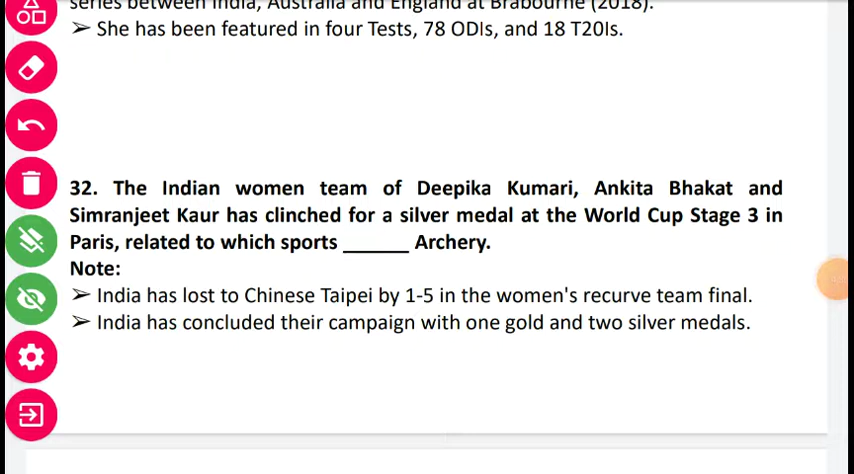 series between India, Australia and England at Brabourne (2018).
➢ She has been featured in four Tests, 78 ODIs, and 18 T20Is.
32. The Indian women team of Deepika Kumari, Ankita Bhakat and
Simranjeet Kaur has clinched for a silver medal at the World Cup Stage 3 in
Paris, related to which sports ______ Archery.
Note:
➢ India has lost to Chinese Taipei by 1-5 in the women's recurve team final.
➢ India has concluded their campaign with one gold and two silver medals.